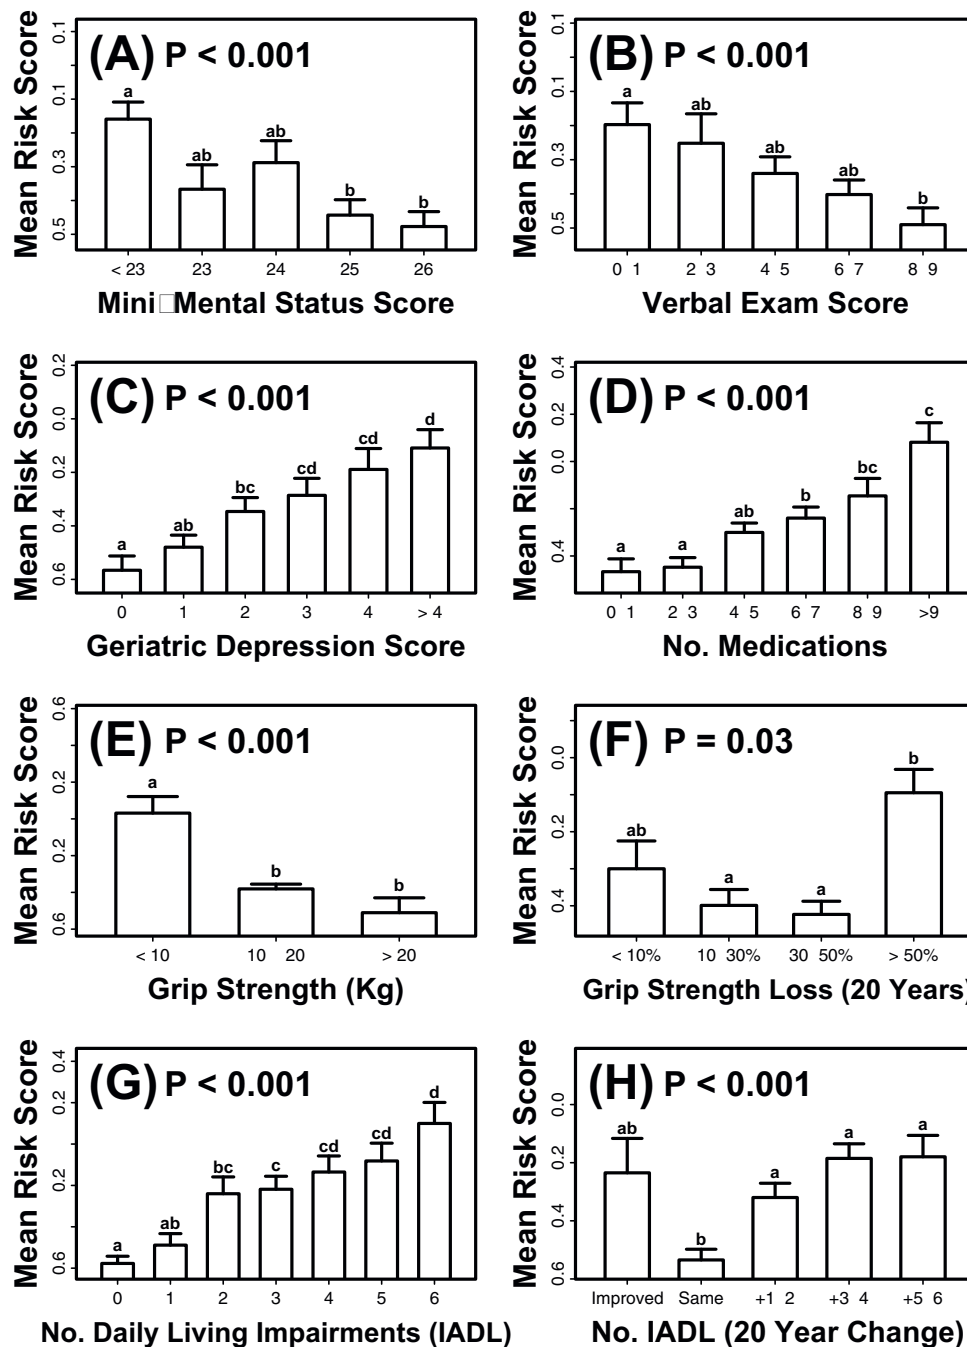 (A) P < 0.001
Mean Risk Score
0.1
0.1
0.3
0.5
a
ab
ab
b
b
< 23 23 24 25 26
Mini□Mental Status Score
(B) P < 0.001
Mean Risk Score
0.1
0.1
0.3
0.5
a
ab
ab
ab
b
0 1 2 3 4 5 6 7 8 9
Verbal Exam Score
(C) P < 0.001
Mean Risk Score
0.2
0.0
0.2
0.4
0.6
a
ab
bc
cd
cd
d
0 1 2 3 4 > 4
Geriatric Depression Score
(D) P < 0.001
Mean Risk Score
0.4
0.2
0.0
0.4
a
a
ab
b
bc
c
0 1 2 3 4 5 6 7 8 9 >9
No. Medications
(E) P < 0.001
Mean Risk Score
0.6
0.2
0.2
0.6
a
b
b
< 10 10 20 > 20
Grip Strength (Kg)
(F) P = 0.03
Mean Risk Score
0.0
0.2
0.4
ab
a
a
b
< 10% 10 30% 30 50% > 50%
Grip Strength Loss (20 Years)
(G) P < 0.001
Mean Risk Score
0.4
0.2
0.2
0.6
a
ab
bc
c
cd
cd
d
0 1 2 3 4 5 6
No. Daily Living Impairments (IADL)
(H) P < 0.001
Mean Risk Score
0.0
0.2
0.4
0.6
ab
b
a
a
a
Improved Same +1 2 +3 4 +5 6
No. IADL (20 Year Change)